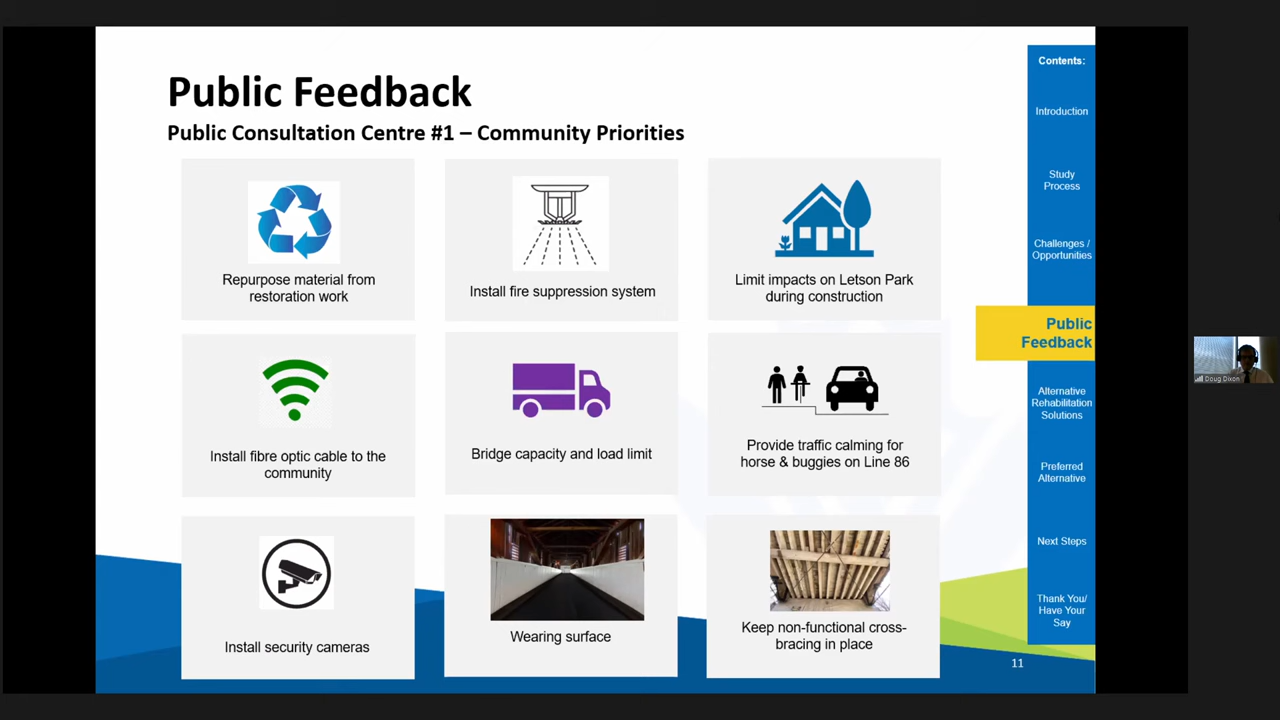 Public Feedback
Public Consultation Centre #1 – Community Priorities
Repurpose material from
restoration work
Install fire suppression system
Limit impacts on Letson Park
during construction
Install fibre optic cable to the
community
Bridge capacity and load limit
Provide traffic calming for
horse & buggies on Line 86
Install security cameras
Wearing surface
Keep non-functional cross-
bracing in place
Contents:
Introduction
Study
Process
Challenges /
Opportunities
Public
Feedback
Alternative
Rehabilitation
Solutions
Preferred
Alternative
Next Steps
Thank You/
Have Your
Say
11
Doug Dixon